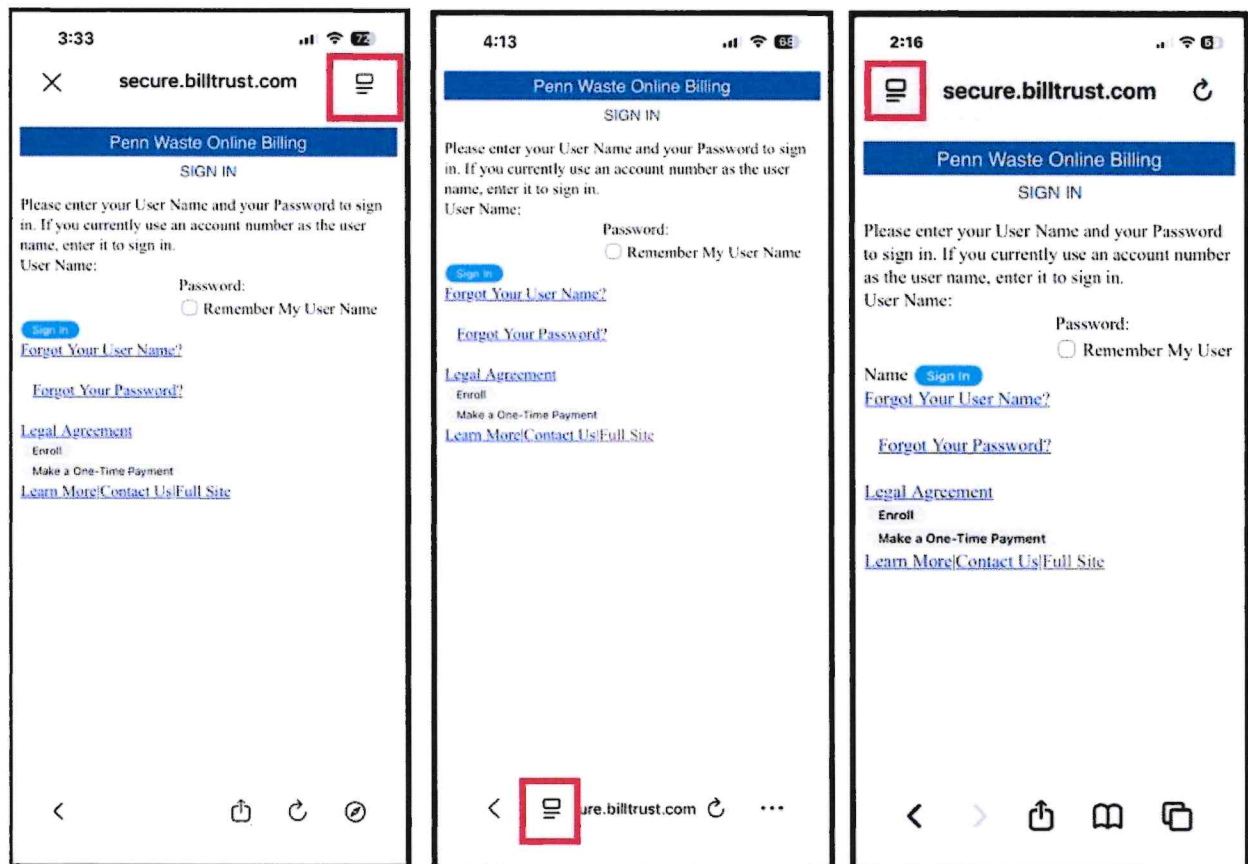 3:33
72
secure.billtrust.com
Penn Waste Online Billing
SIGN IN
Please enter your User Name and your Password to sign
in. If you currently use an account number as the user
name, enter it to sign in.
User Name:
Password:
Remember My User Name
Sign In
Forgot Your User Name?
Forgot Your Password?
Legal Agreement
Enroll
Make a One-Time Payment
Learn More|Contact Us|Full Site
4:13
68
Penn Waste Online Billing
SIGN IN
Please enter your User Name and your Password to sign
in. If you currently use an account number as the user
name, enter it to sign in.
User Name:
Password:
Remember My User Name
Sign In
Forgot Your User Name?
Forgot Your Password?
Legal Agreement
Enroll
Make a One-Time Payment
Learn More|Contact Us|Full Site
ure.billtrust.com
2:16
secure.billtrust.com
Penn Waste Online Billing
SIGN IN
Please enter your User Name and your Password
to sign in. If you currently use an account number
as the user name, enter it to sign in.
User Name:
Password:
Remember My User
Name Sign In
Forgot Your User Name?
Forgot Your Password?
Legal Agreement
Enroll
Make a One-Time Payment
Learn More|Contact Us|Full Site